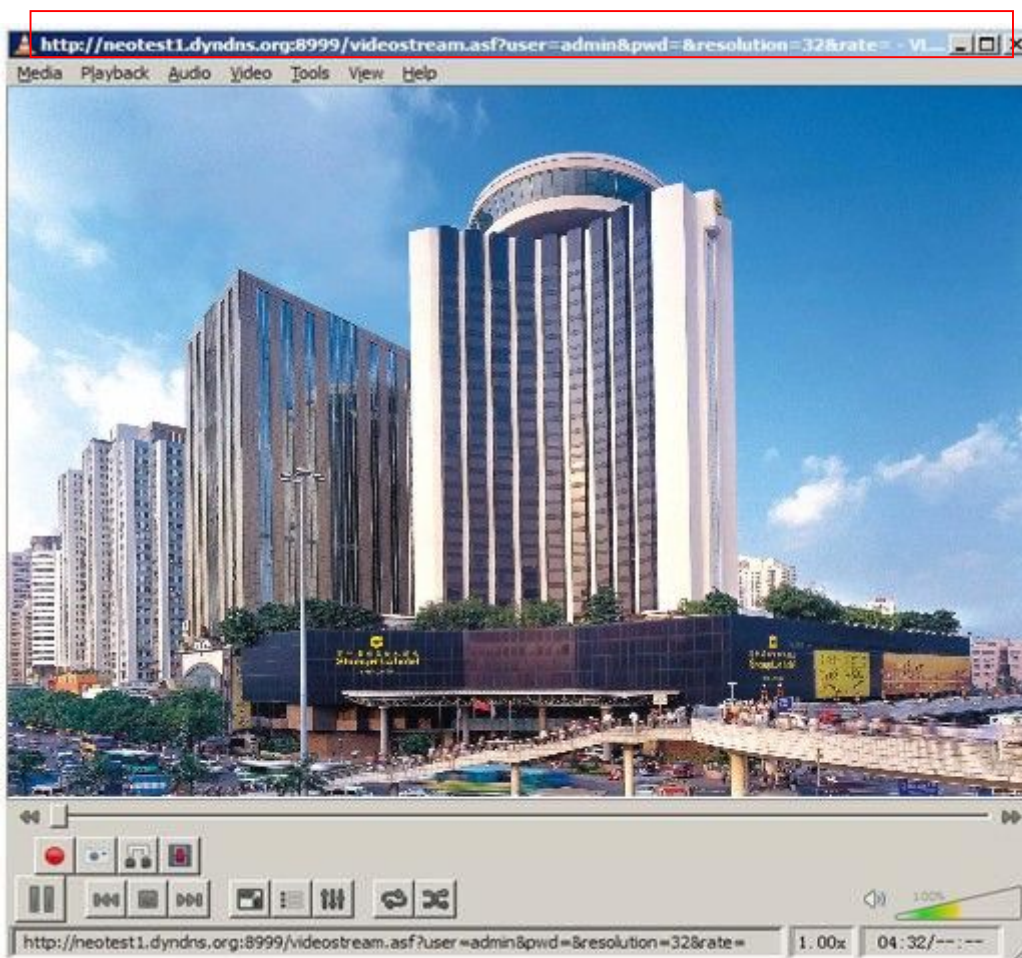 http://neotest1.dyndns.org:8999/videostream.asf?user=admin&pwd=&resolution=32&rate= - VL...
Media Playback Audio Video Tools View Help
100%
http://neotest1.dyndns.org:8999/videostream.asf?user=admin&pwd=&resolution=32&rate= 1.00x 04:32/--:--